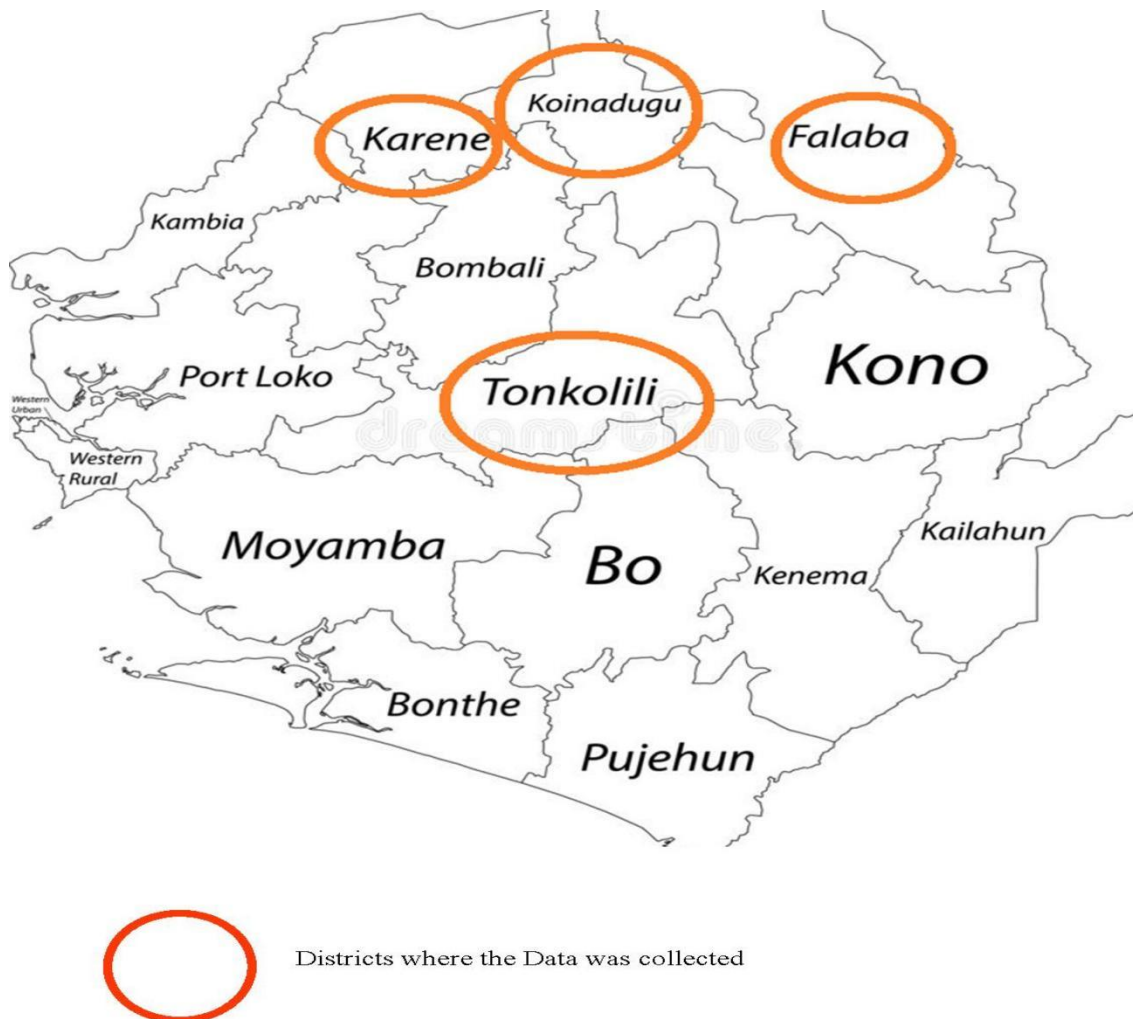 Koinadugu
Karene
Falaba
Kambia
Bombali
Kono
Port Loko
Tonkolili
Western
Urban
dreamstime
Western
Rural
Moyamba
Bo
Kailahun
Kenema
Bonthe
Pujehun
Districts where the Data was collected